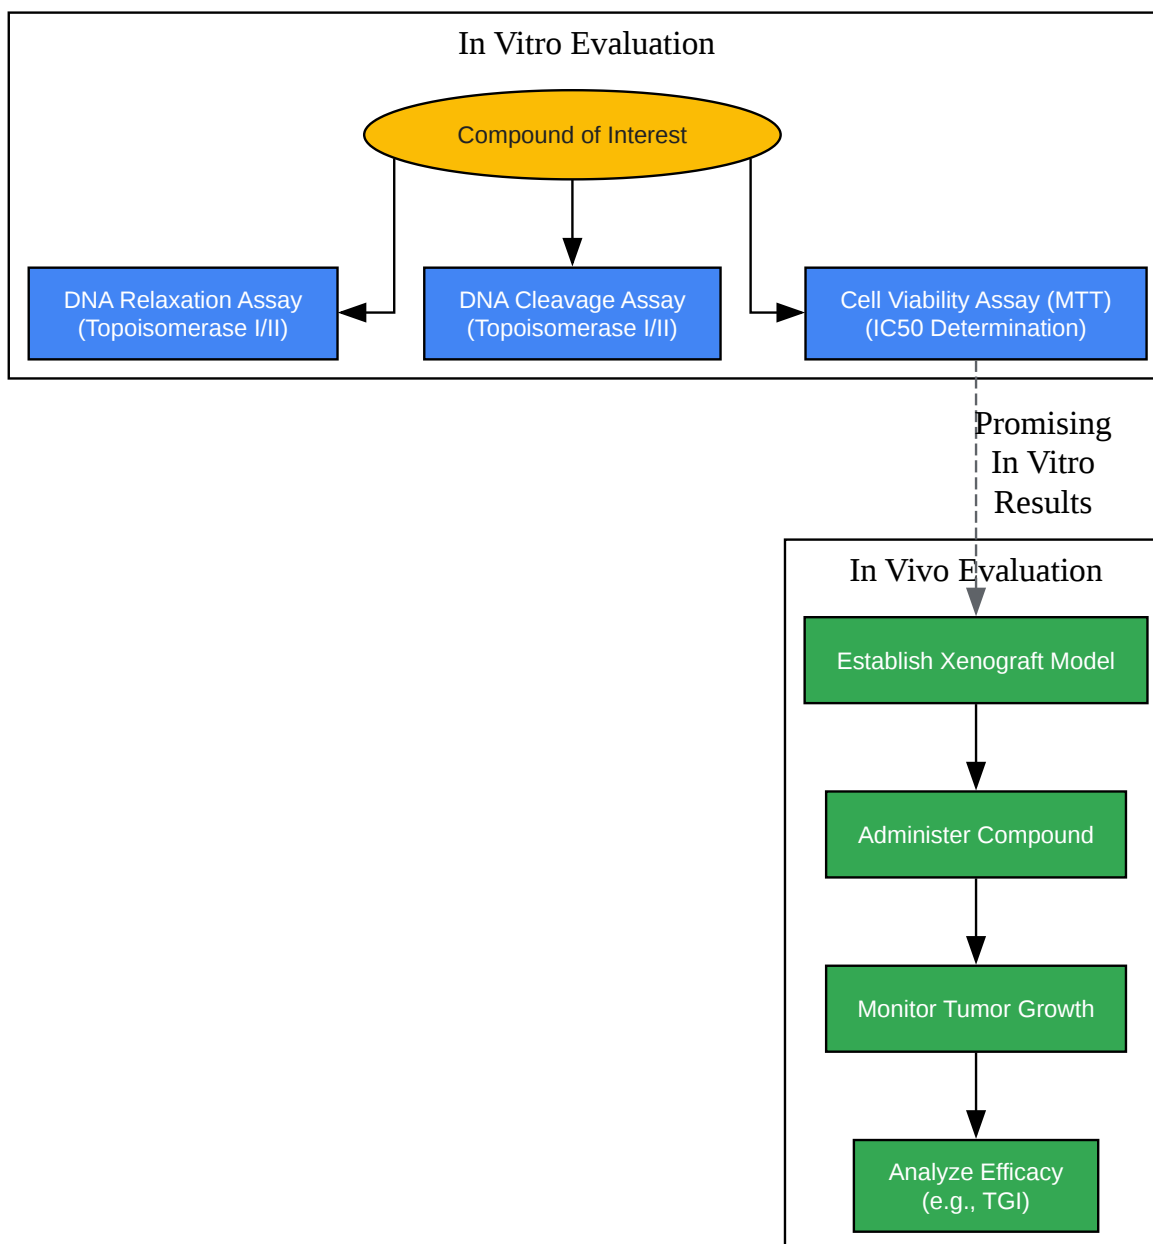 In Vitro Evaluation
Compound of Interest
DNA Relaxation Assay
(Topoisomerase I/II)
DNA Cleavage Assay
(Topoisomerase I/II)
Cell Viability Assay (MTT)
(IC50 Determination)
Promising
In Vitro
Results
In Vivo Evaluation
Establish Xenograft Model
Administer Compound
Monitor Tumor Growth
Analyze Efficacy
(e.g., TGI)